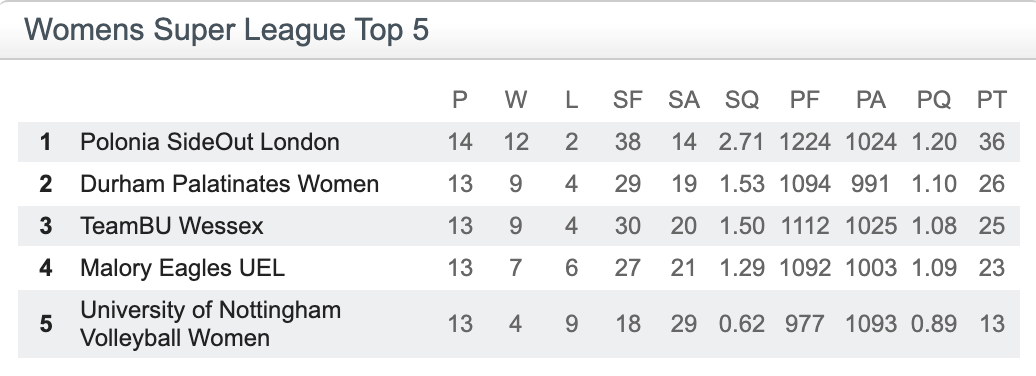 Womens Super League Top 5
P W L SF SA SQ PF PA PQ PT
1 Polonia SideOut London 14 12 2 38 14 2.71 1224 1024 1.20 36
2 Durham Palatinates Women 13 9 4 29 19 1.53 1094 991 1.10 26
3 TeamBU Wessex 13 9 4 30 20 1.50 1112 1025 1.08 25
4 Malory Eagles UEL 13 7 6 27 21 1.29 1092 1003 1.09 23
5 University of Nottingham
Volleyball Women 13 4 9 18 29 0.62 977 1093 0.89 13